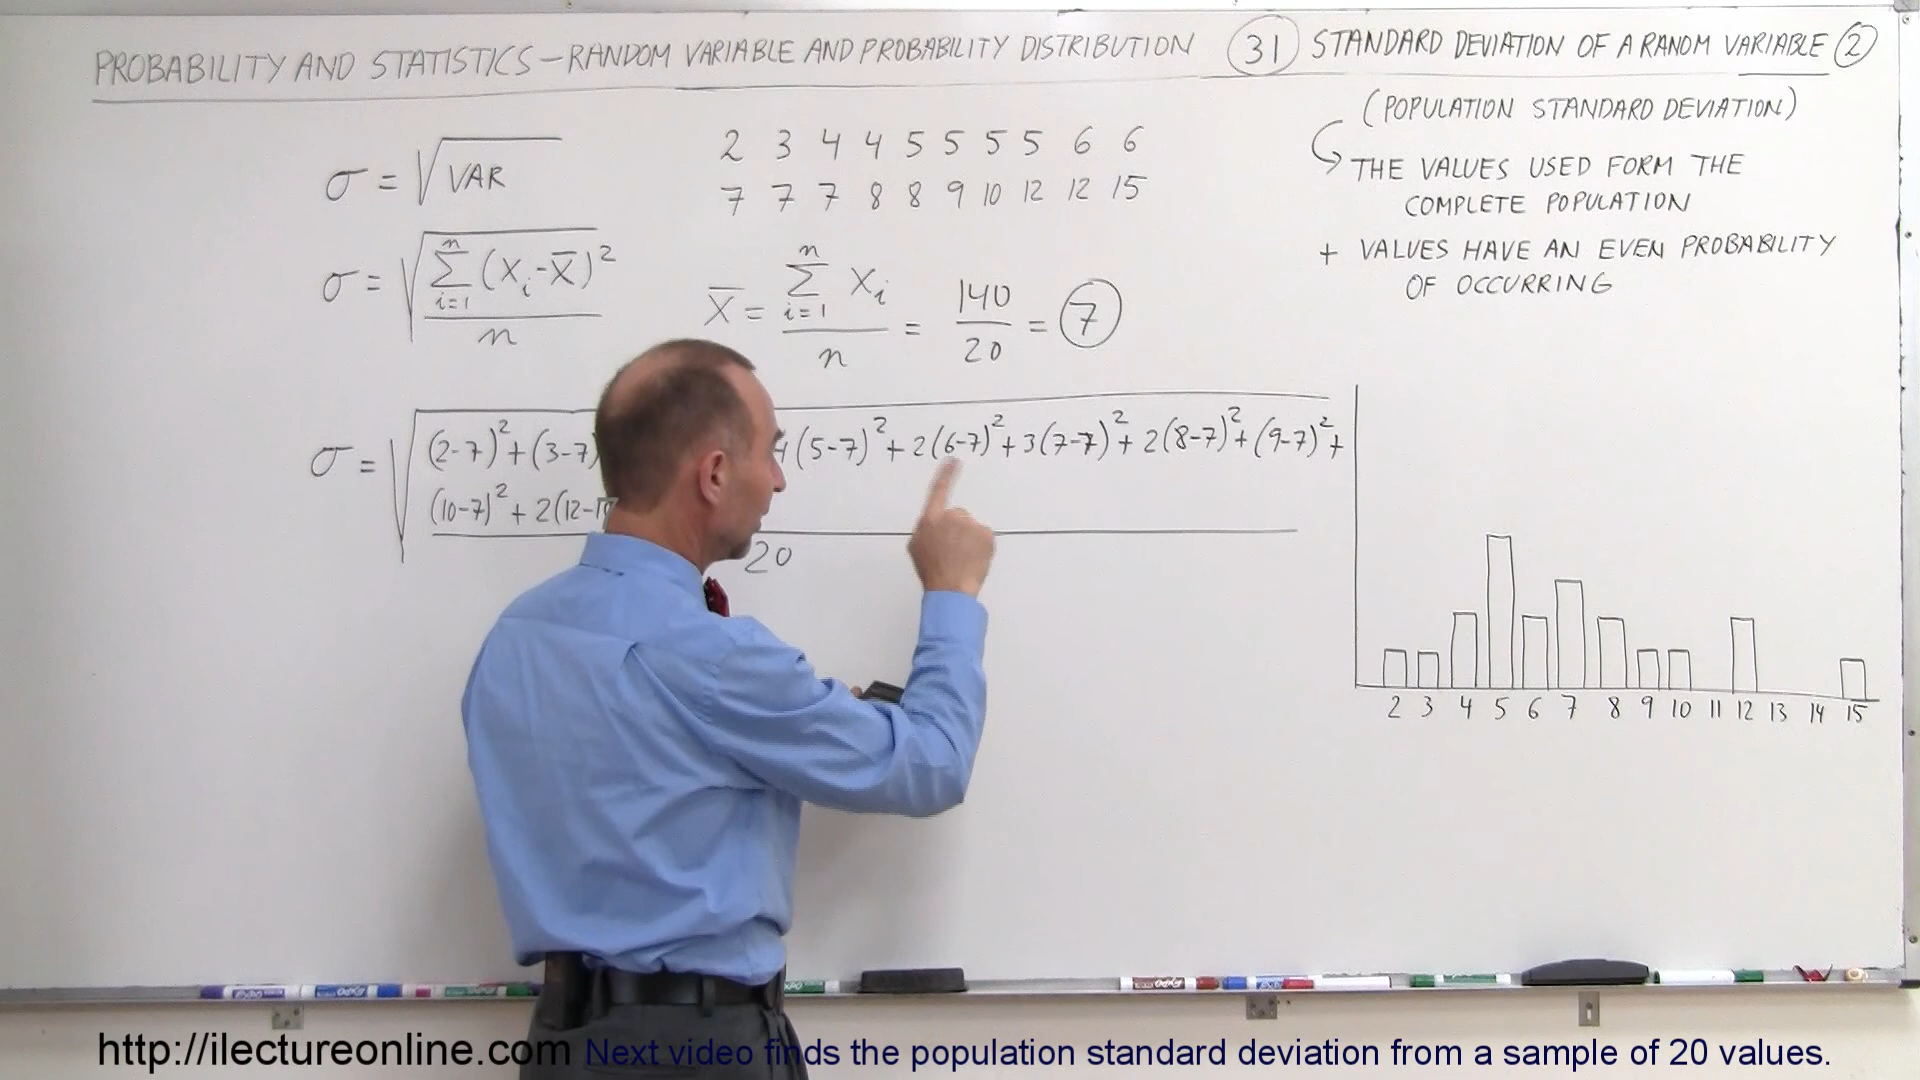 PROBABILITY AND STATISTICS – RANDOM VARIABLE AND PROBABILITY DISTRIBUTION (31) STANDARD DEVIATION OF A RANOM VARIABLE (2)
(POPULATION STANDARD DEVIATION)
THE VALUES USED FORM THE
COMPLETE POPULATION
+ VALUES HAVE AN EVEN PROBABILITY
OF OCCURRING
σ = √VAR
σ = √(∑ i=1 n (Xi - X̄)² / n)
2 3 4 4 5 5 5 5 6 6
7 7 7 8 8 9 10 12 12 15
X̄ = ∑ i=1 n Xi / n = 140 / 20 = 7
σ = √ (2-7)² + (3-7) (5-7)² + 2(6-7)² + 3(7-7)² + 2(8-7)² + (9-7)² +
(10-7)² + 2(12-
20
2 3 4 5 6 7 8 9 10 11 12 13 14 15
http://ilectureonline.com Next video finds the population standard deviation from a sample of 20 values.